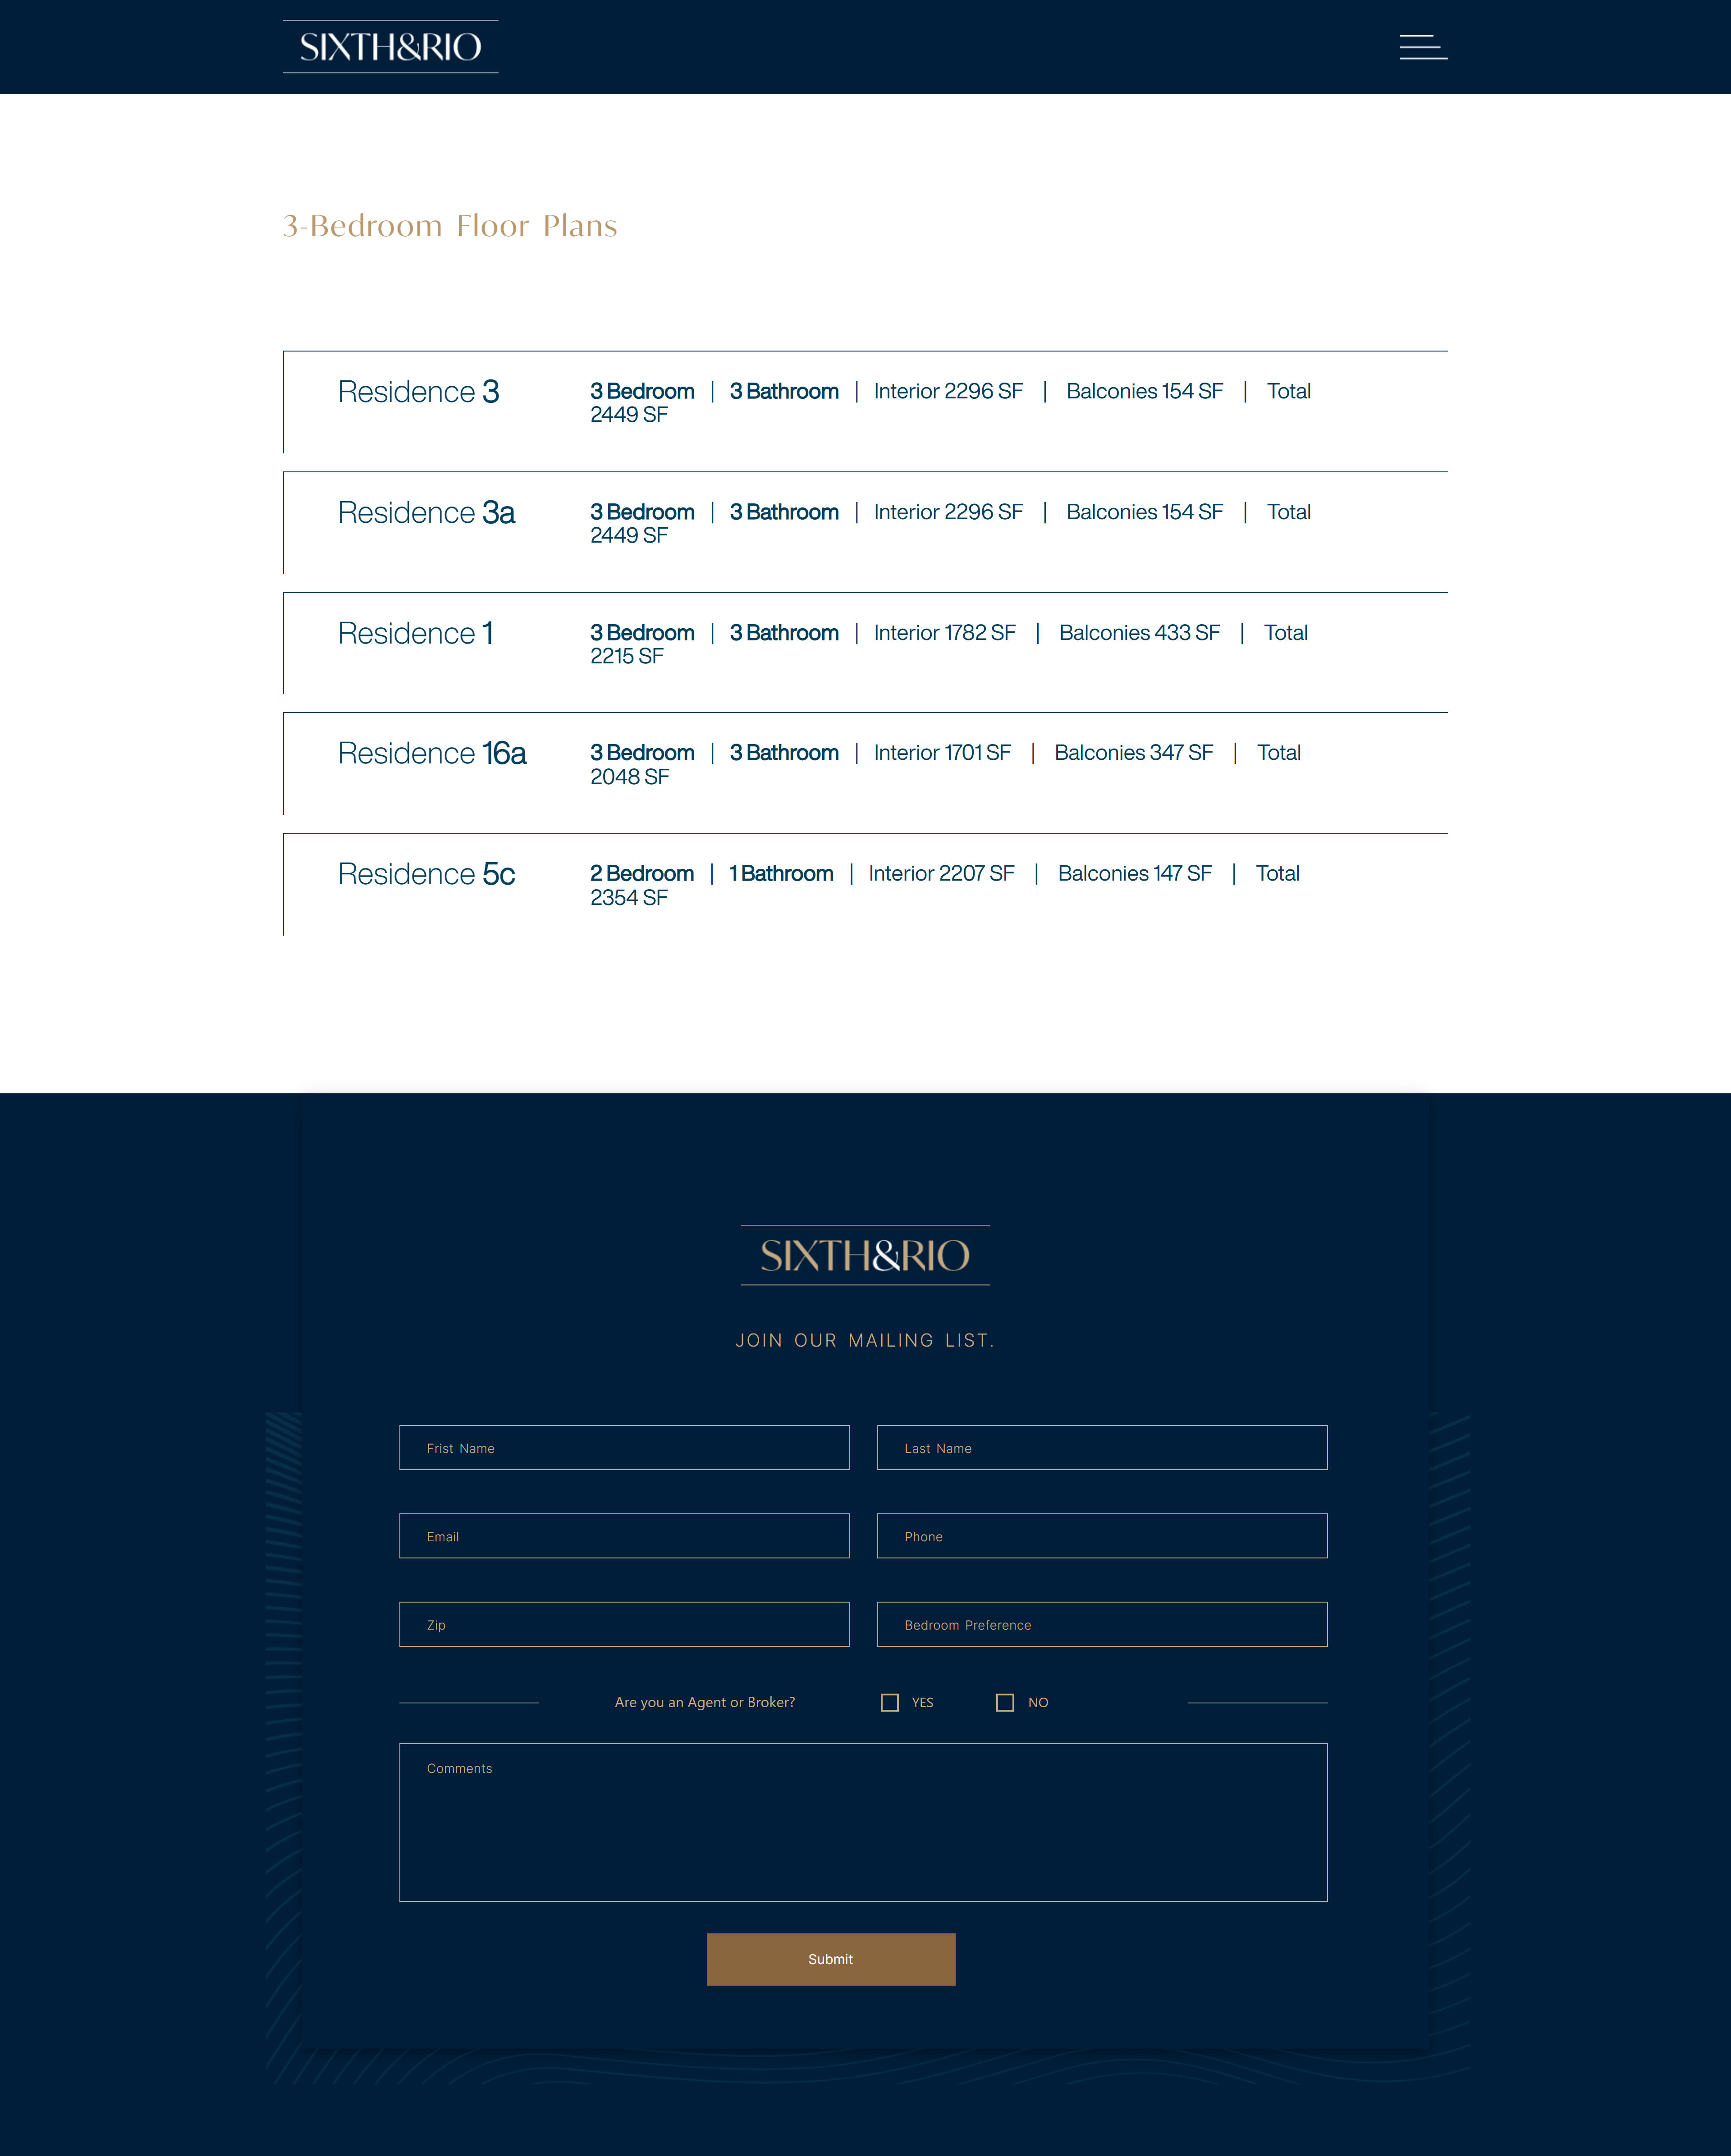 SIXTH&RIO
3-Bedroom Floor Plans
Residence 3
3 Bedroom | 3 Bathroom | Interior 2296 SF | Balconies 154 SF | Total
2449 SF
Residence 3a
3 Bedroom | 3 Bathroom | Interior 2296 SF | Balconies 154 SF | Total
2449 SF
Residence 1
3 Bedroom | 3 Bathroom | Interior 1782 SF | Balconies 433 SF | Total
2215 SF
Residence 16a
3 Bedroom | 3 Bathroom | Interior 1701 SF | Balconies 347 SF | Total
2048 SF
Residence 5c
2 Bedroom | 1 Bathroom | Interior 2207 SF | Balconies 147 SF | Total
2354 SF
SIXTH&RIO
JOIN OUR MAILING LIST.
Frist Name
Last Name
Email
Phone
Zip
Bedroom Preference
Are you an Agent or Broker? YES NO
Comments
Submit